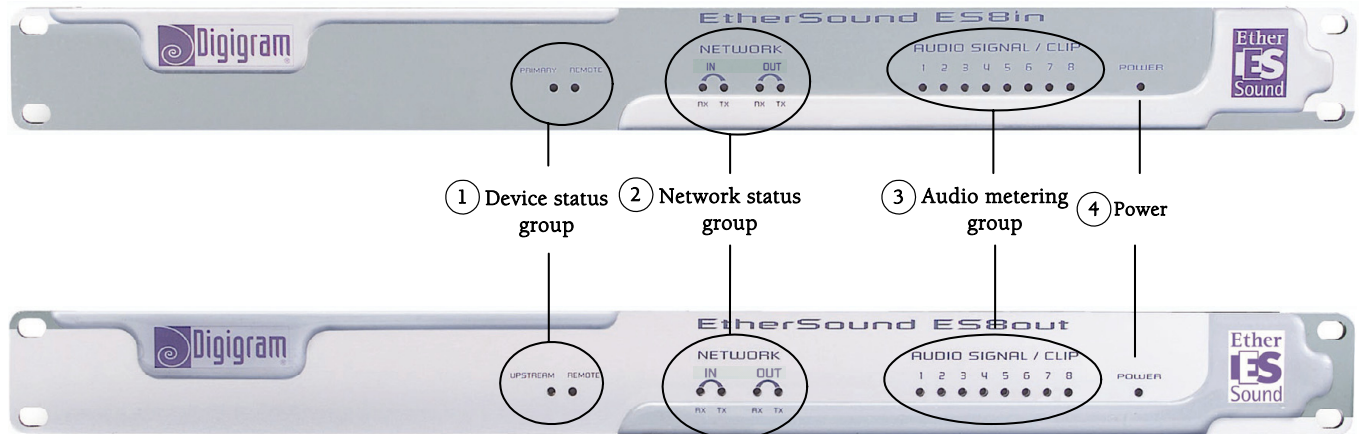 EtherSound ES8in
Digigram
NETWORK
AUDIO SIGNAL / CLIP
Ether
ES
Sound
PRIMARY REMOTE
IN OUT
1 2 3 4 5 6 7 8
POWER
RX TX RX TX
1 Device status group
2 Network status group
3 Audio metering group
4 Power
EtherSound ES8out
Digigram
NETWORK
AUDIO SIGNAL / CLIP
Ether
ES
Sound
UPSTREAM REMOTE
IN OUT
1 2 3 4 5 6 7 8
POWER
RX TX RX TX